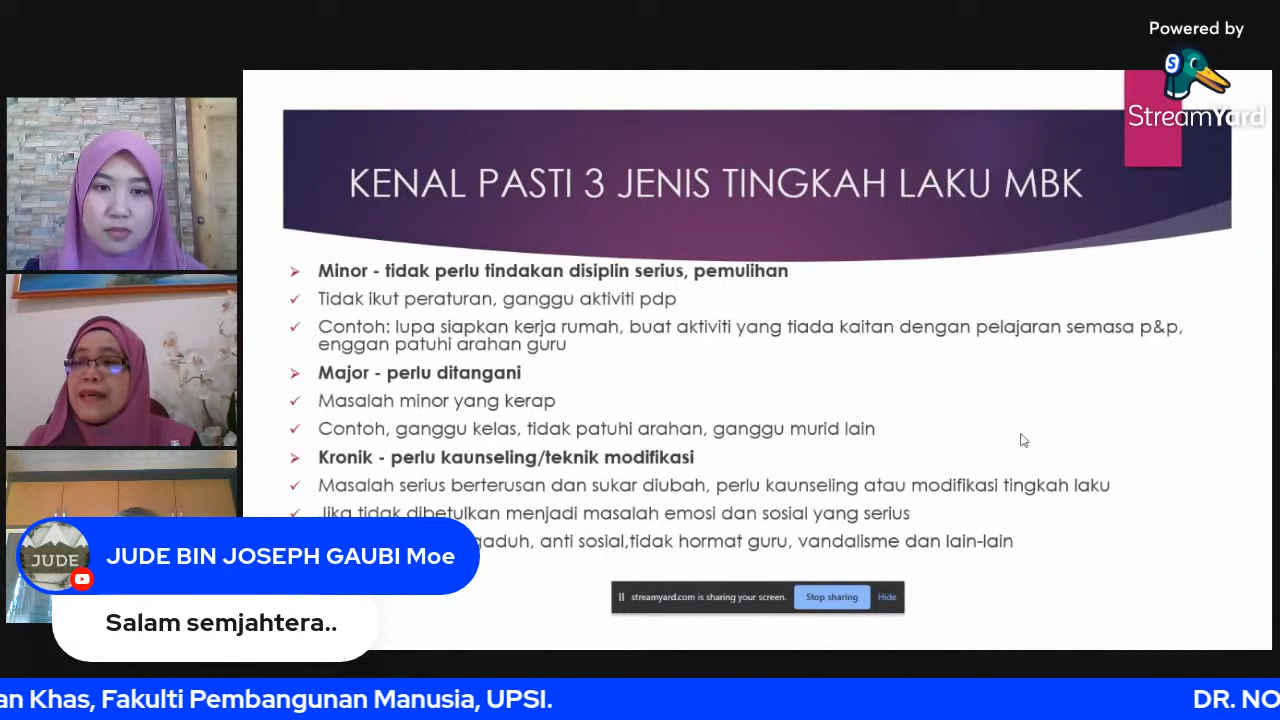 Powered by
StreamYard
KENAL PASTI 3 JENIS TINGKAH LAKU MBK
Minor - tidak perlu tindakan disiplin serius, pemulihan
Tidak ikut peraturan, ganggu aktiviti pdp
Contoh: lupa siapkan kerja rumah, buat aktiviti yang tiada kaitan dengan pelajaran semasa p&p,
enggan patuhi arahan guru
Major - perlu ditangani
Masalah minor yang kerap
Contoh, ganggu kelas, tidak patuhi arahan, ganggu murid lain
Kronik - perlu kaunseling/teknik modifikasi
Masalah serius berterusan dan sukar diubah, perlu kaunseling atau modifikasi tingkah laku
Jika tidak dibetulkan menjadi masalah emosi dan sosial yang serius
gaduh, anti sosial,tidak hormat guru, vandalisme dan lain-lain
streamyard.com is sharing your screen.
Stop sharing
Hide
JUDE
JUDE BIN JOSEPH GAUBI Moe
Salam semjahtera..
an Khas, Fakulti Pembangunan Manusia, UPSI.
DR. NO